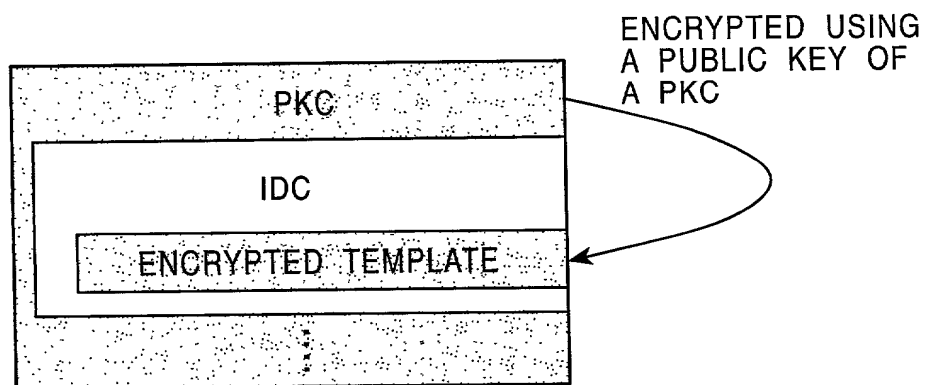 ENCRYPTED USING
A PUBLIC KEY OF
A PKC
PKC
IDC
ENCRYPTED TEMPLATE